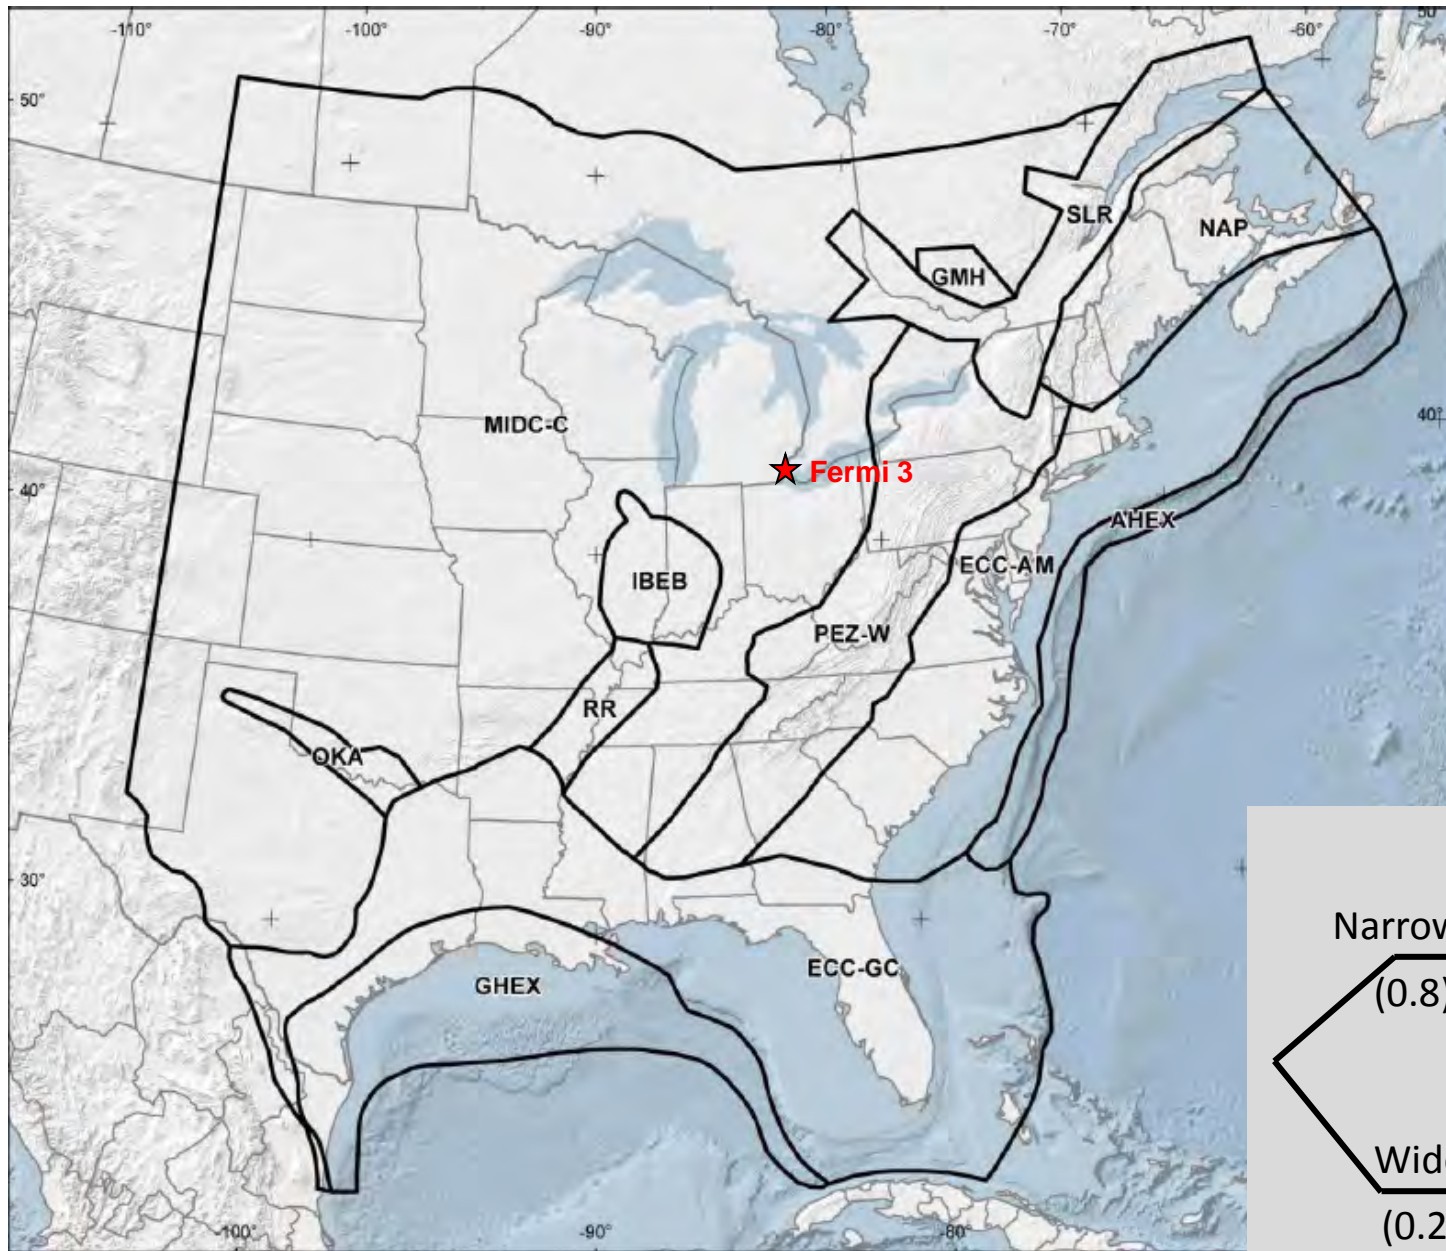 -110°
-100°
-90°
-80°
-70°
-60°
50°
50°
SLR
NAP
GMH
MIDC-C
40°
Fermi 3
40°
AHEX
ECC-AM
IBEB
PEZ-W
RR
OKA
30°
Narrow
ECC-GC
GHEX
(0.8)
Wide
(0.2
-100°
-90°
-80°